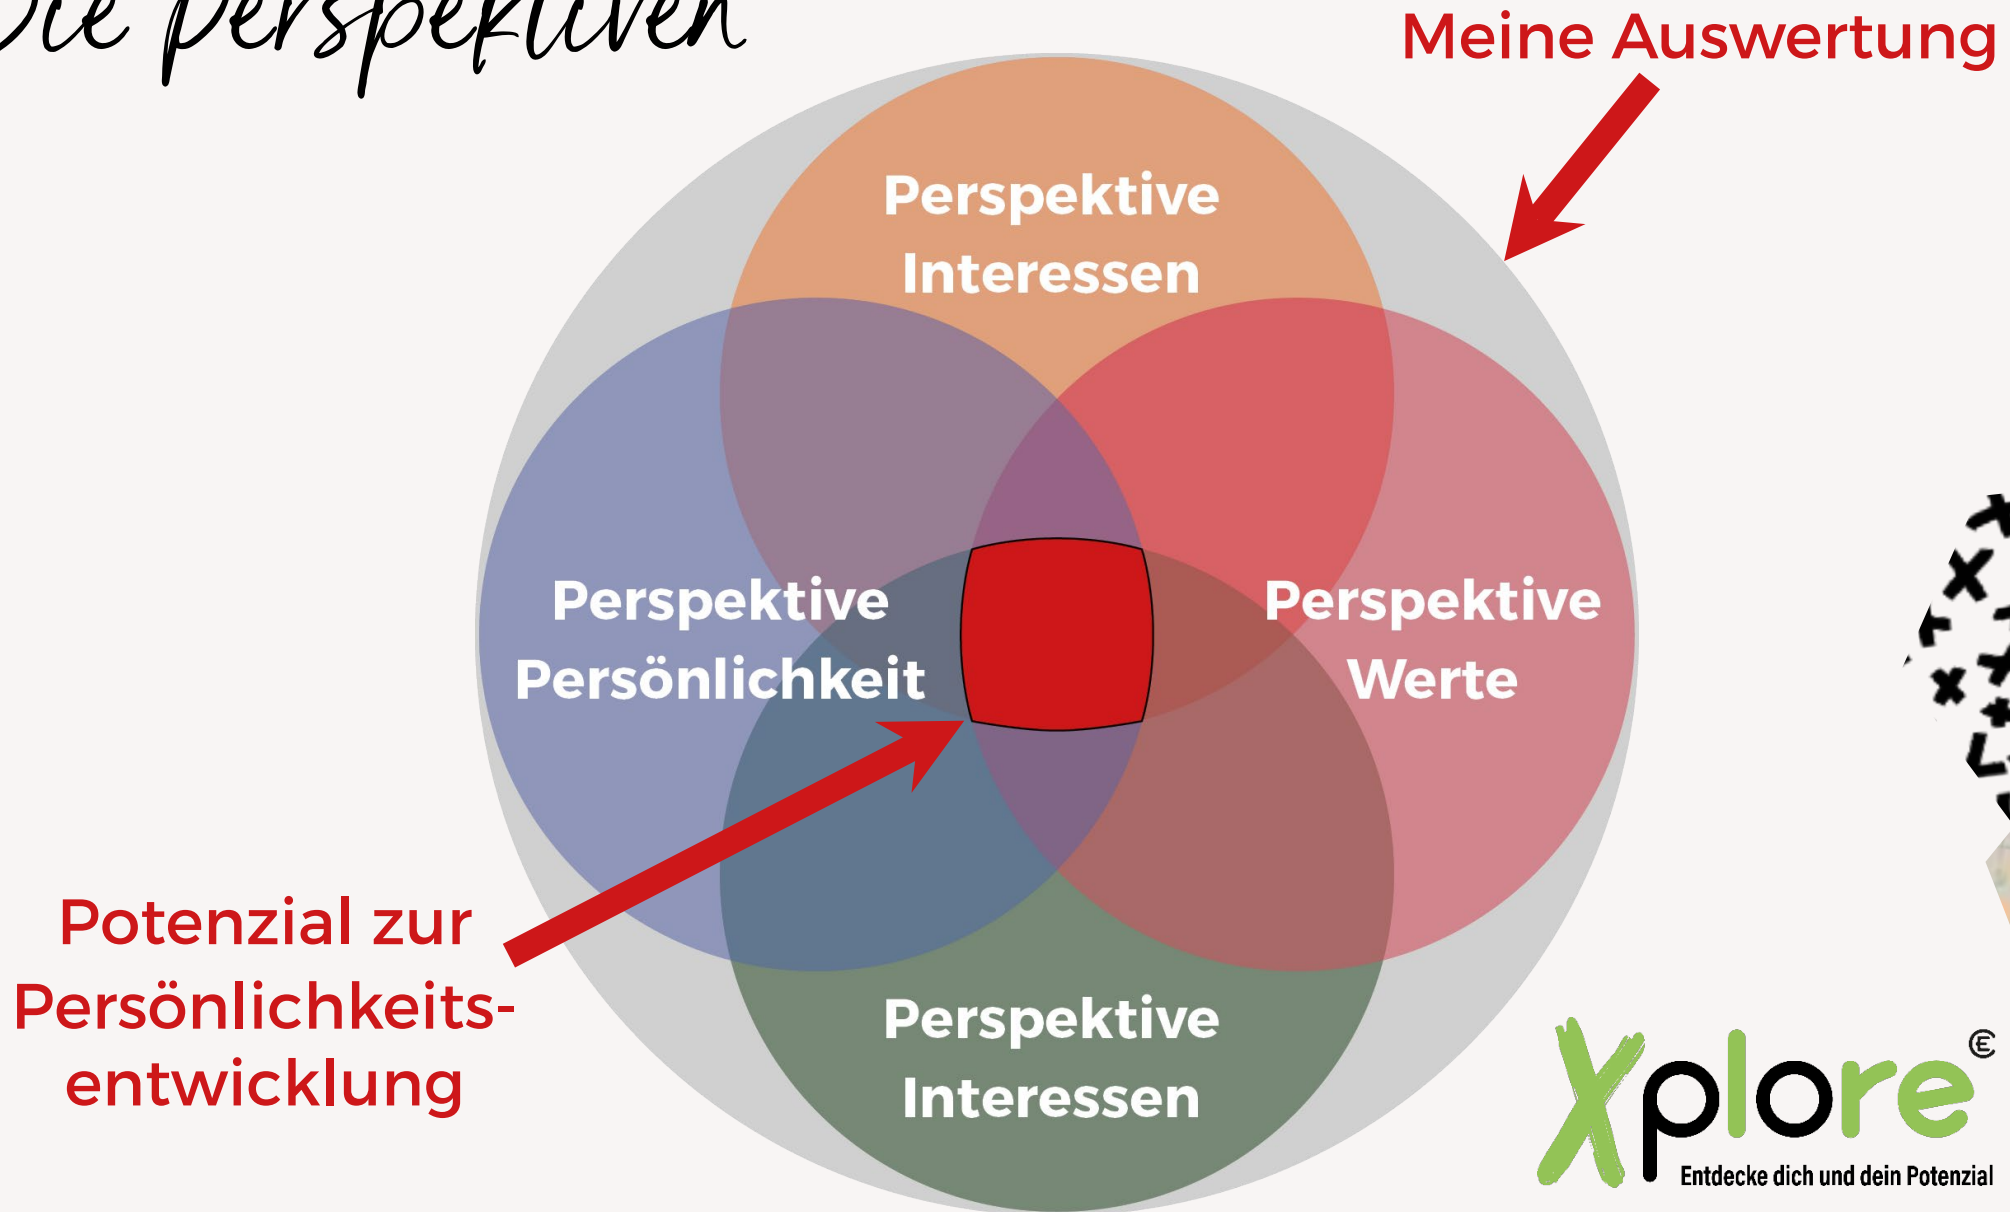 Die Perspektiven
Meine Auswertung
Perspektive
Interessen
Perspektive
Persönlichkeit
Perspektive
Werte
Potenzial zur
Persönlichkeits-
entwicklung
Perspektive
Interessen
Xplore
Entdecke dich und dein Potenzial